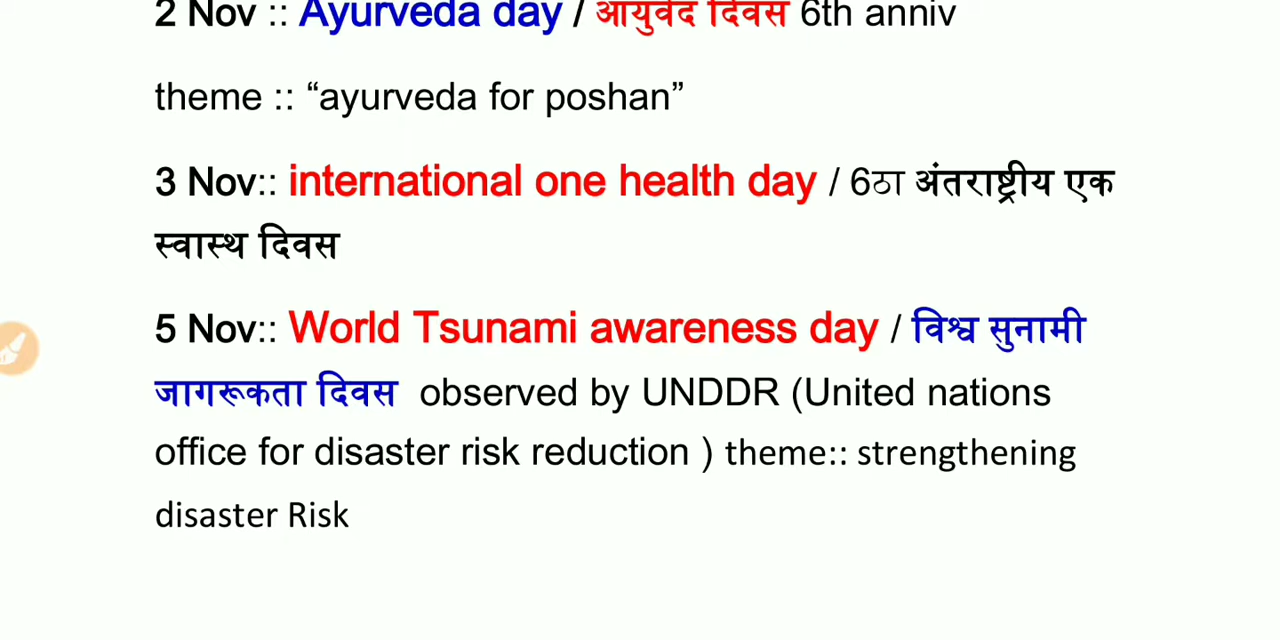 2 Nov :: Ayurveda day / आयुर्वेद दिवस 6th anniv
theme :: “ayurveda for poshan”
3 Nov:: international one health day / 6ठा अंतराष्ट्रीय एक
स्वास्थ दिवस
5 Nov:: World Tsunami awareness day / विश्व सुनामी
जागरूकता दिवस observed by UNDDR (United nations
office for disaster risk reduction ) theme:: strengthening
disaster Risk